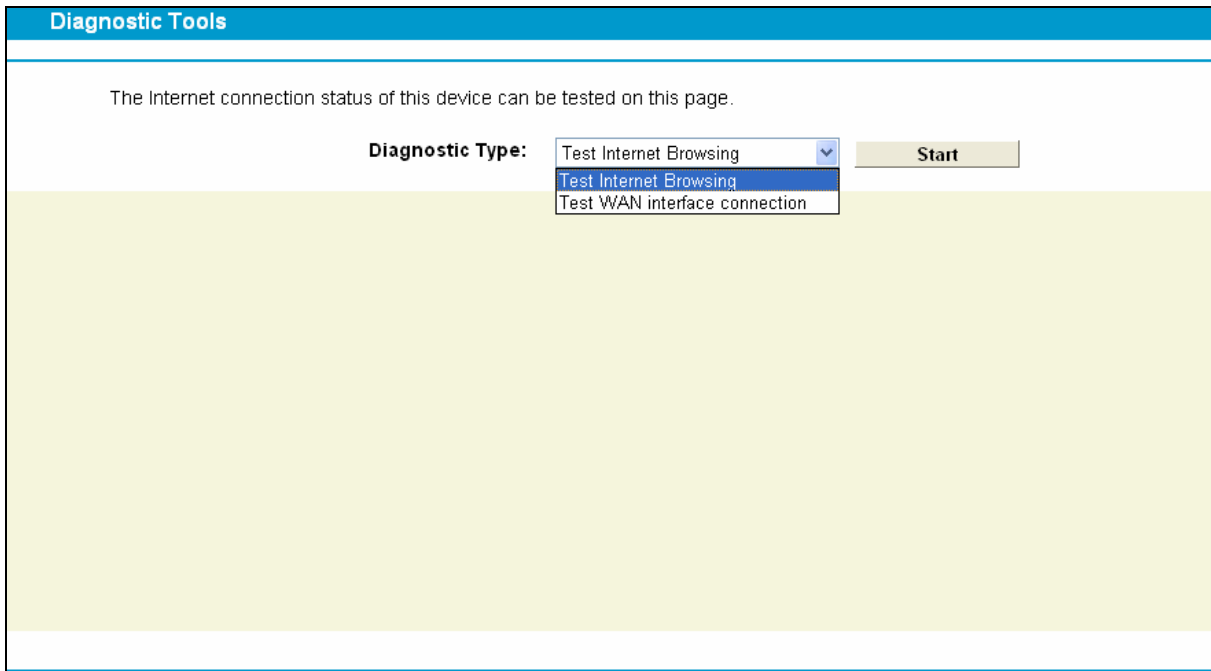 Diagnostic Tools
The Internet connection status of this device can be tested on this page.
Diagnostic Type: Test Internet Browsing Start
Test Internet Browsing
Test WAN interface connection